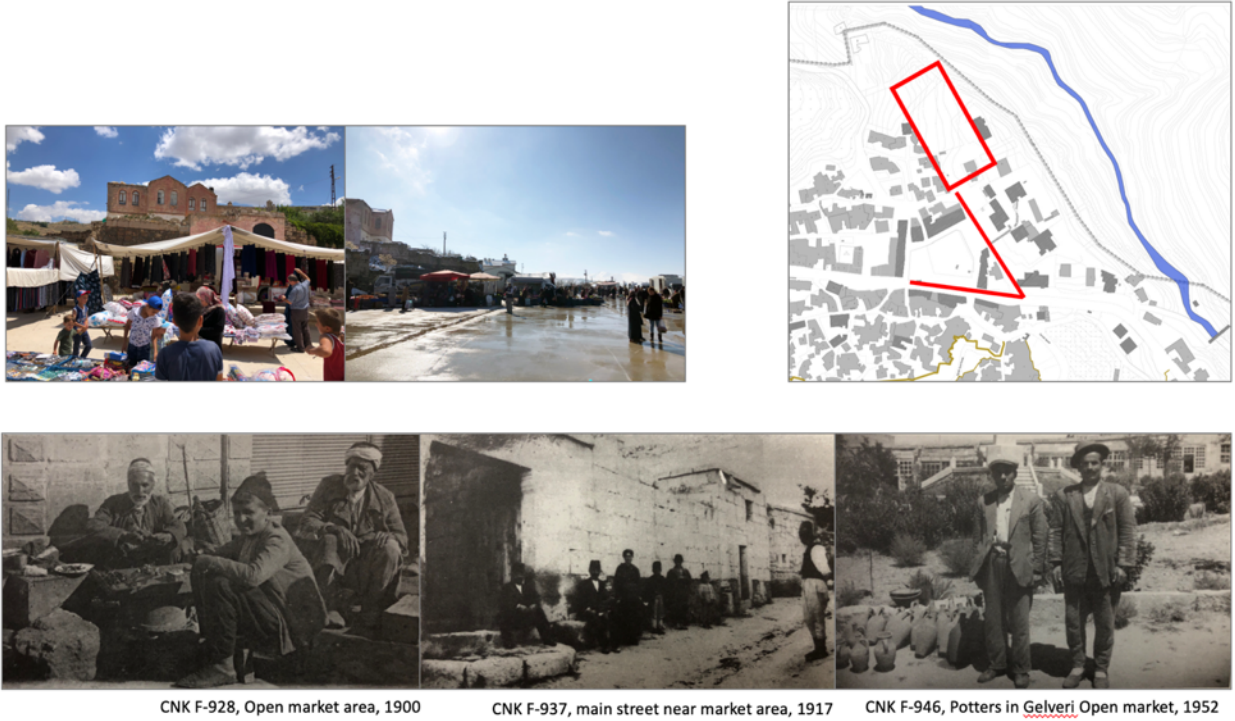 CNK F-928, Open market area, 1900
CNK F-937, main street near market area, 1917
CNK F-946, Potters in Gelveri Open market, 1952